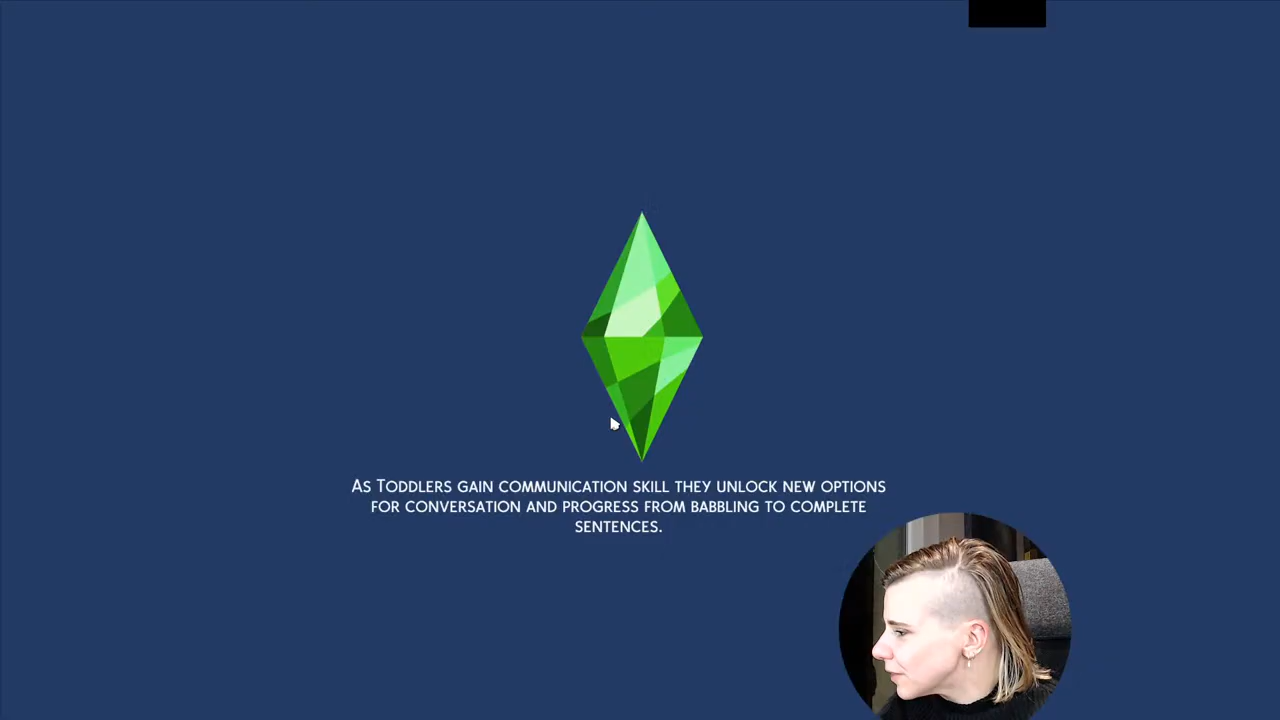 As Toddlers gain communication skill they unlock new options
for conversation and progress from babbling to complete
sentences.